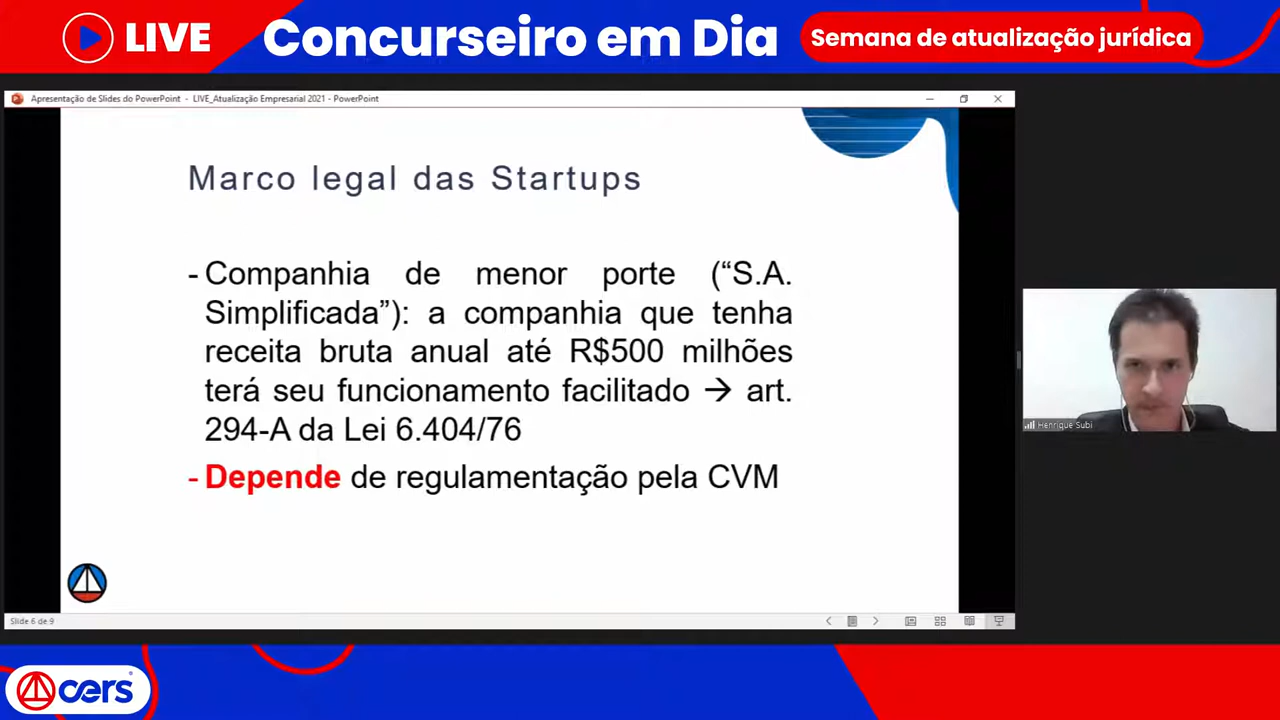 LIVE
Concurseiro em Dia
Semana de atualização jurídica
Apresentação de Slides do PowerPoint - LIVE_Atualização Empresarial 2021 - PowerPoint
Marco legal das Startups
- Companhia de menor porte (“S.A.
Simplificada”): a companhia que tenha
receita bruta anual até R$500 milhões
terá seu funcionamento facilitado → art.
294-A da Lei 6.404/76
- Depende de regulamentação pela CVM
Henrique Subi
Slide 6 de 9
cers